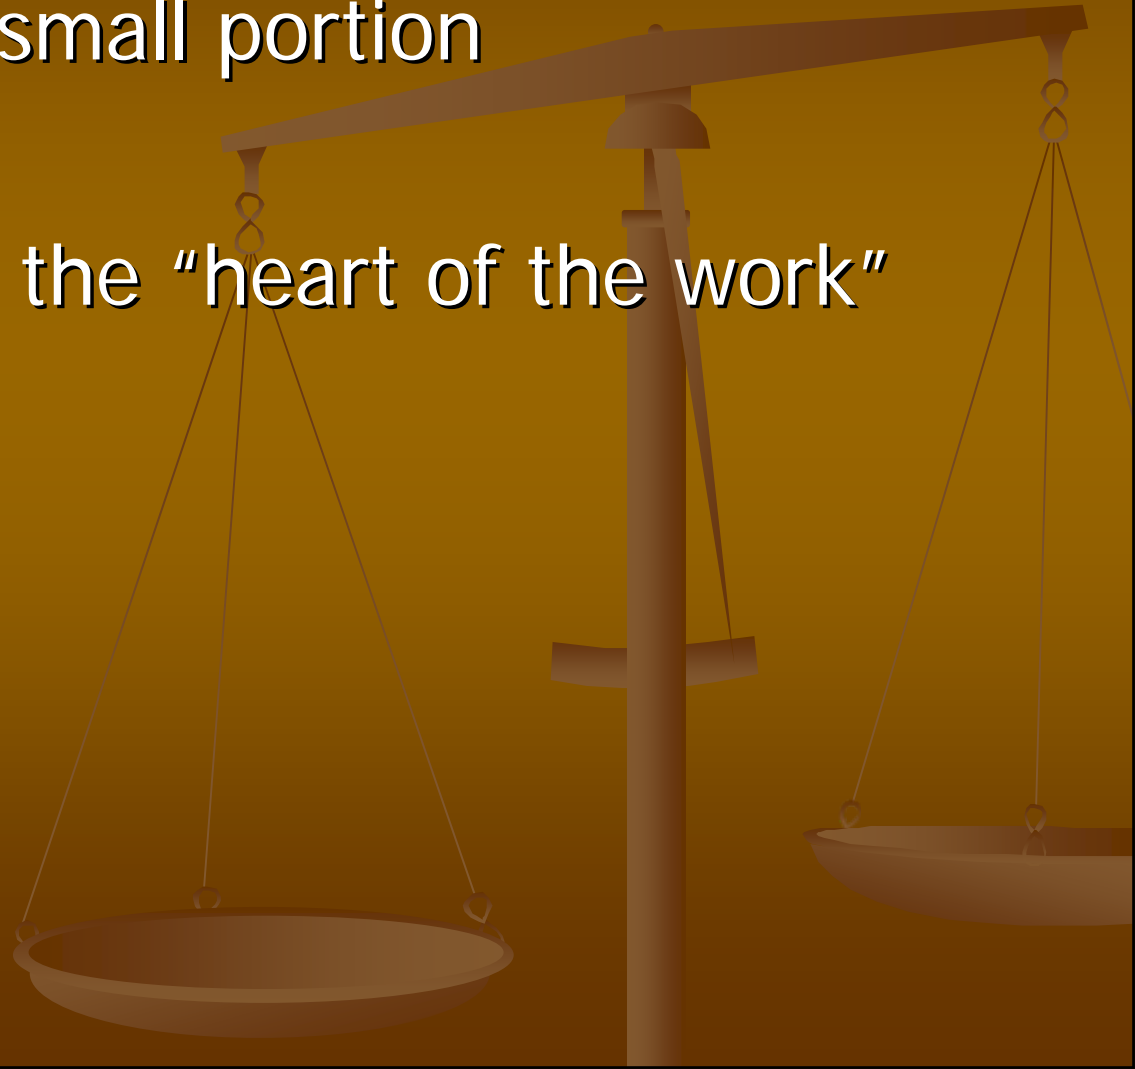 small portion
the “heart of the work”